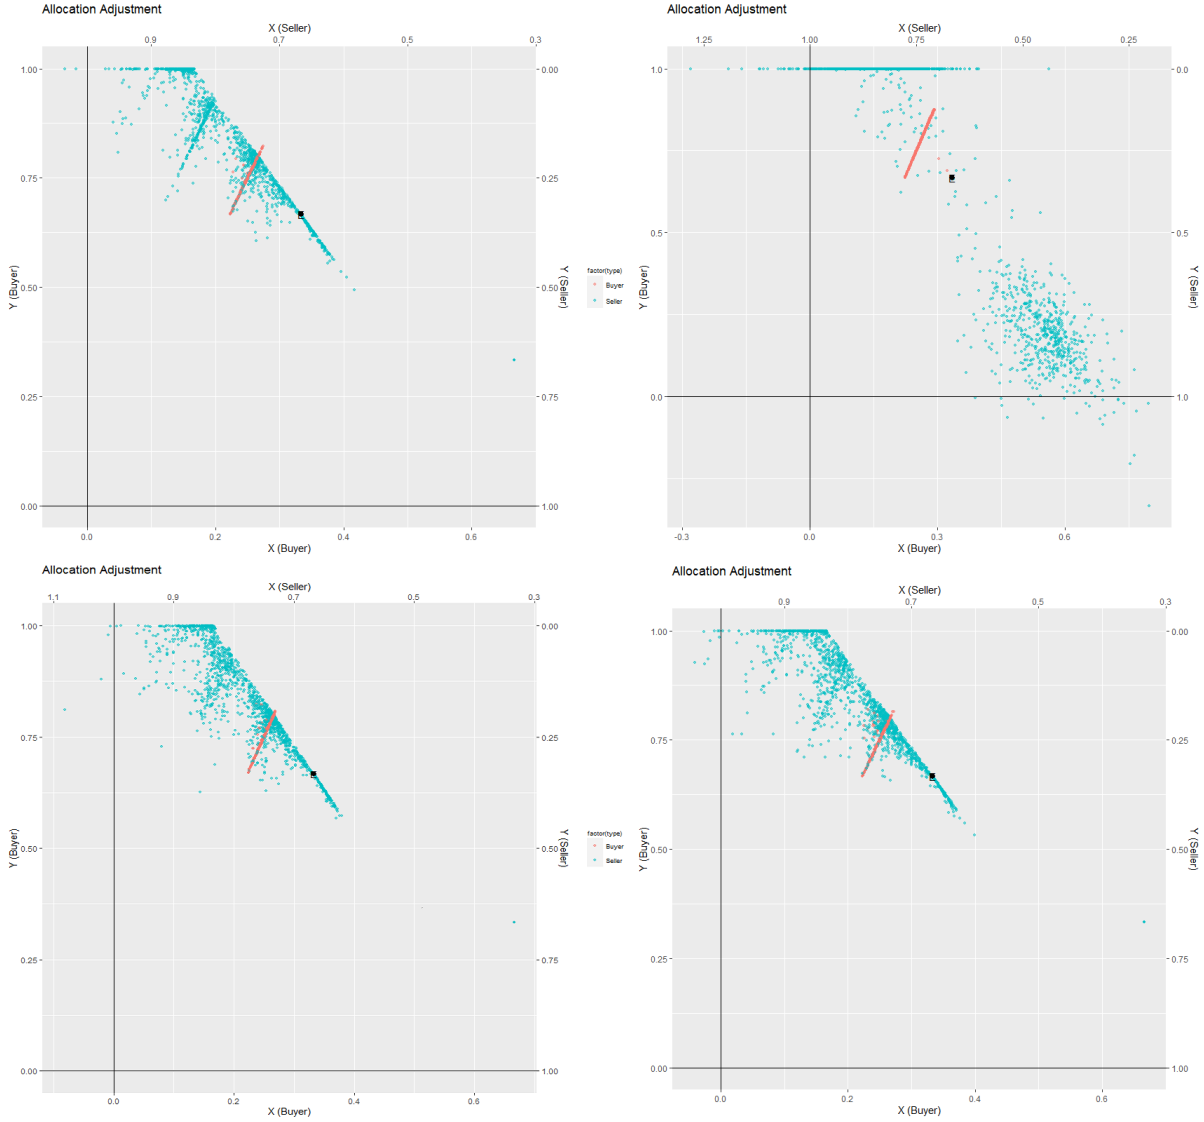 Allocation Adjustment
X (Seller)
0.9 0.7 0.5 0.3
1.00 0.00
0.75 0.25
0.50 0.50
0.25 0.75
0.00 1.00
Y (Buyer)
Y (Seller)
0.0 0.2 0.4 0.6
X (Buyer)
factor(type)
Buyer
Seller
Allocation Adjustment
X (Seller)
1.25 1.00 0.75 0.50 0.25
1.0 0.0
0.5 0.5
0.0 1.0
Y (Buyer)
Y (Seller)
-0.3 0.0 0.3 0.6
X (Buyer)
Allocation Adjustment
X (Seller)
1.1 0.9 0.7 0.5 0.3
1.00 0.00
0.75 0.25
0.50 0.50
0.25 0.75
0.00 1.00
Y (Buyer)
Y (Seller)
0.0 0.2 0.4 0.6
X (Buyer)
factor(type)
Buyer
Seller
Allocation Adjustment
X (Seller)
0.9 0.7 0.5 0.3
1.00 0.00
0.75 0.25
0.50 0.50
0.25 0.75
0.00 1.00
Y (Buyer)
Y (Seller)
0.0 0.2 0.4 0.6
X (Buyer)